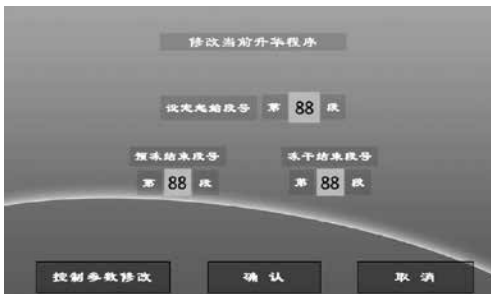 修改当前升华程序
设定起始段号 第 88 段
预冻结束段号 冻干结束段号
第 88 段 第 88 段
控制参数修改 确认 取消